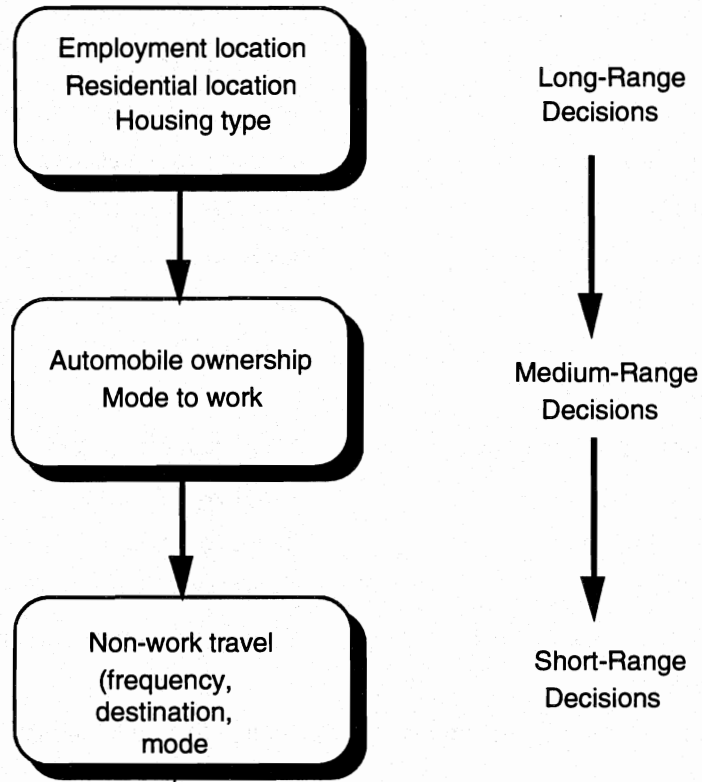 Employment location
Residential location
Housing type
Long-Range
Decisions
Automobile ownership
Mode to work
Medium-Range
Decisions
Non-work travel
(frequency,
destination,
mode
Short-Range
Decisions